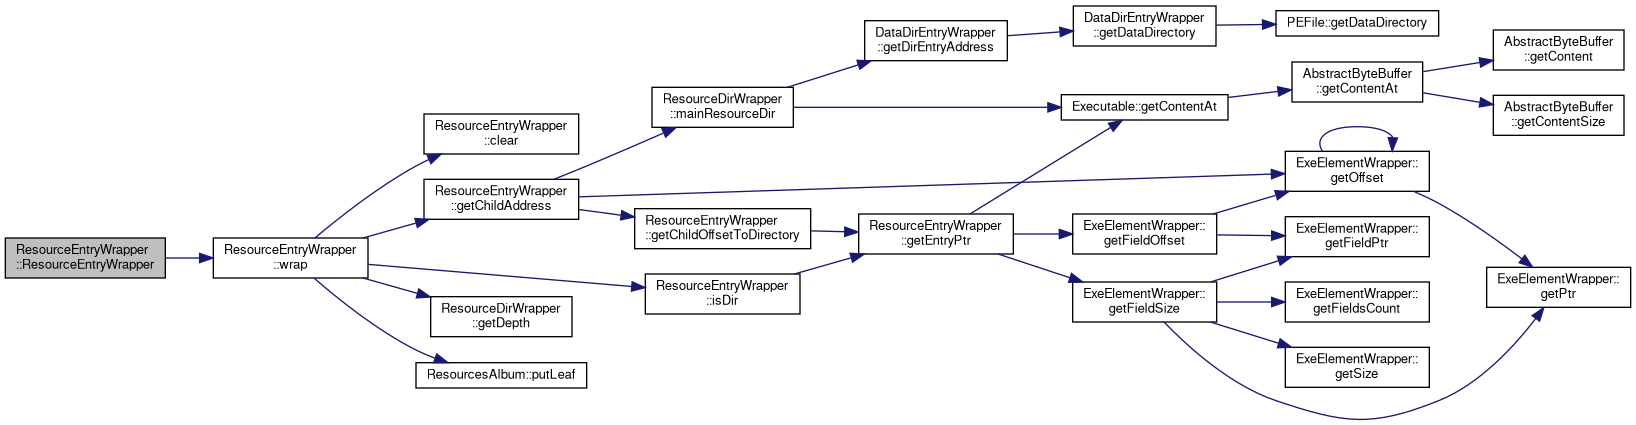 ResourceEntryWrapper
::ResourceEntryWrapper
ResourceEntryWrapper
::wrap
ResourceEntryWrapper
::clear
ResourceEntryWrapper
::getChildAddress
ResourceDirWrapper
::getDepth
ResourcesAlbum::putLeaf
ResourceDirWrapper
::mainResourceDir
ResourceEntryWrapper
::getChildOffsetToDirectory
ResourceEntryWrapper
::isDir
DataDirEntryWrapper
::getDirEntryAddress
ResourceEntryWrapper
::getEntryPtr
DataDirEntryWrapper
::getDataDirectory
Executable::getContentAt
ExeElementWrapper::
getFieldOffset
ExeElementWrapper::
getFieldSize
PEFile::getDataDirectory
AbstractByteBuffer
::getContentAt
ExeElementWrapper::
getOffset
ExeElementWrapper::
getFieldPtr
ExeElementWrapper::
getFieldsCount
ExeElementWrapper::
getSize
AbstractByteBuffer
::getContent
AbstractByteBuffer
::getContentSize
ExeElementWrapper::
getPtr